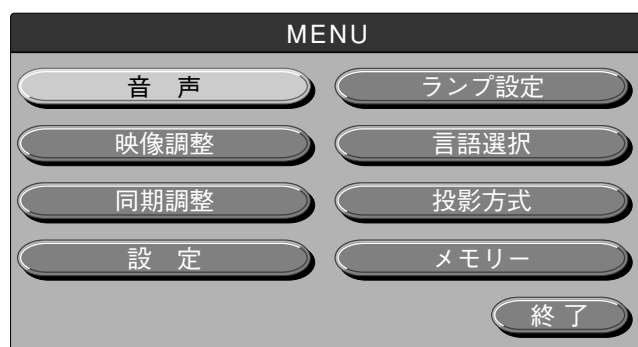 MENU
音 声
ランプ設定
映像調整
言語選択
同期調整
投影方式
設 定
メモリー
終 了